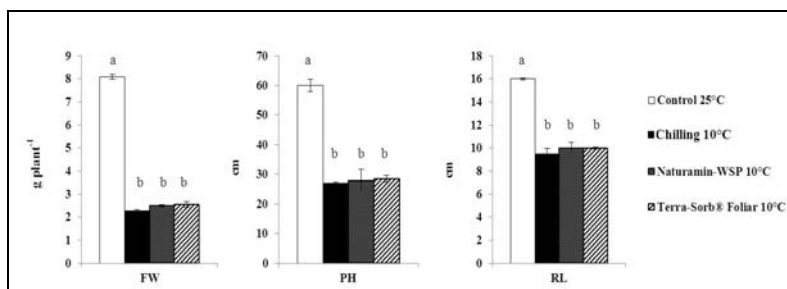 g plant⁻¹
9
8
7
6
5
4
3
2
1
0
a
b b b
FW
cm
70
60
50
40
30
20
10
0
a
b b b
PH
cm
18
16
14
12
10
8
6
4
2
0
a
b b b
RL
Control 25°C
Chilling 10°C
Naturamin-WSP 10°C
Terra-Sorb® Foliar 10°C